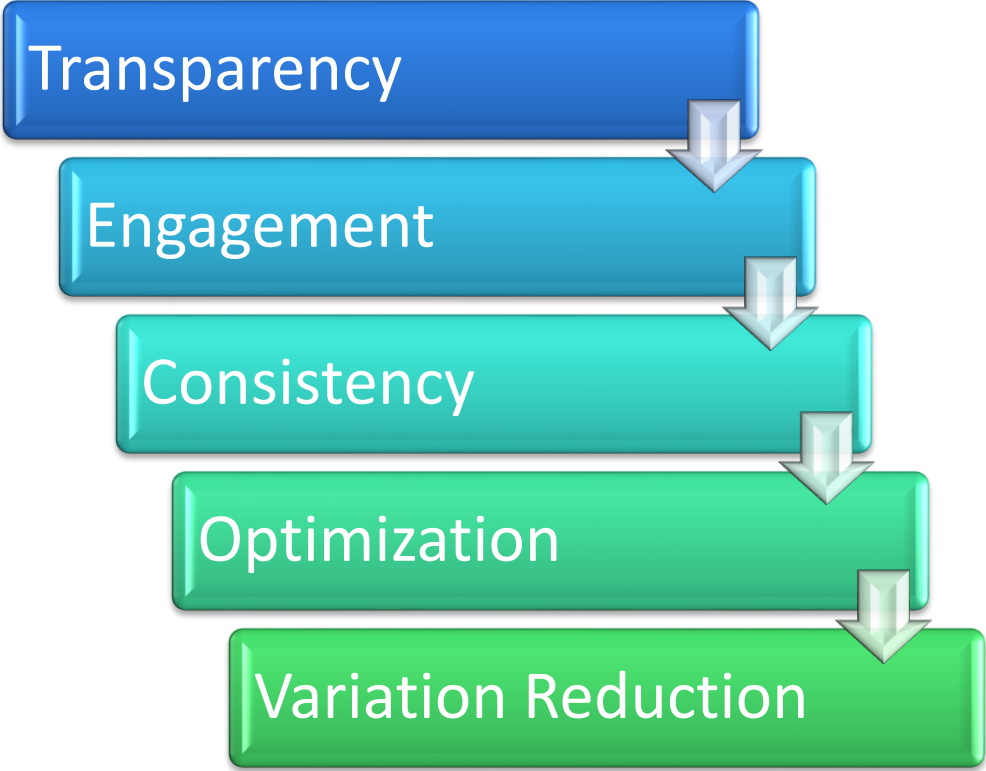 Transparency
Engagement
Consistency
Optimization
Variation Reduction